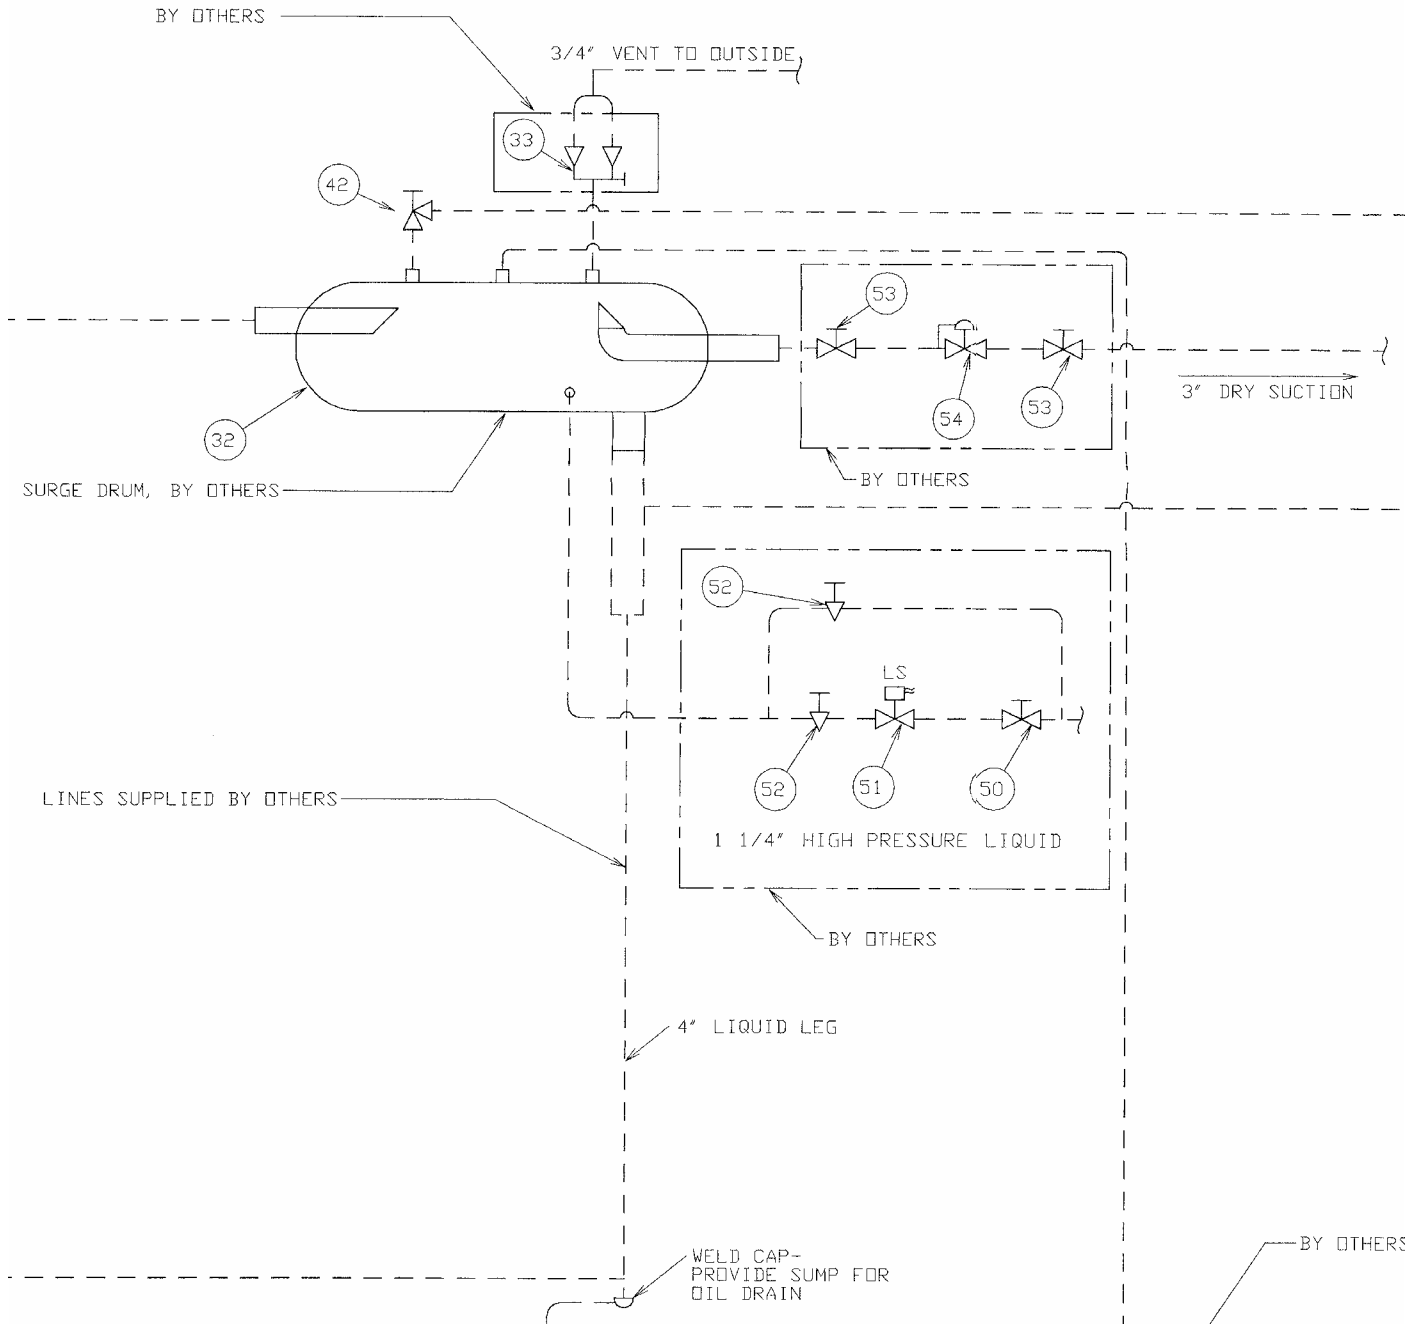 BY OTHERS
3/4" VENT TO OUTSIDE
33
42
53
3" DRY SUCTION
54
53
32
BY OTHERS
SURGE DRUM, BY OTHERS
52
LS
52
51
50
LINES SUPPLIED BY OTHERS
1 1/4" HIGH PRESSURE LIQUID
BY OTHERS
4" LIQUID LEG
WELD CAP-
PROVIDE SUMP FOR
OIL DRAIN
BY OTHERS